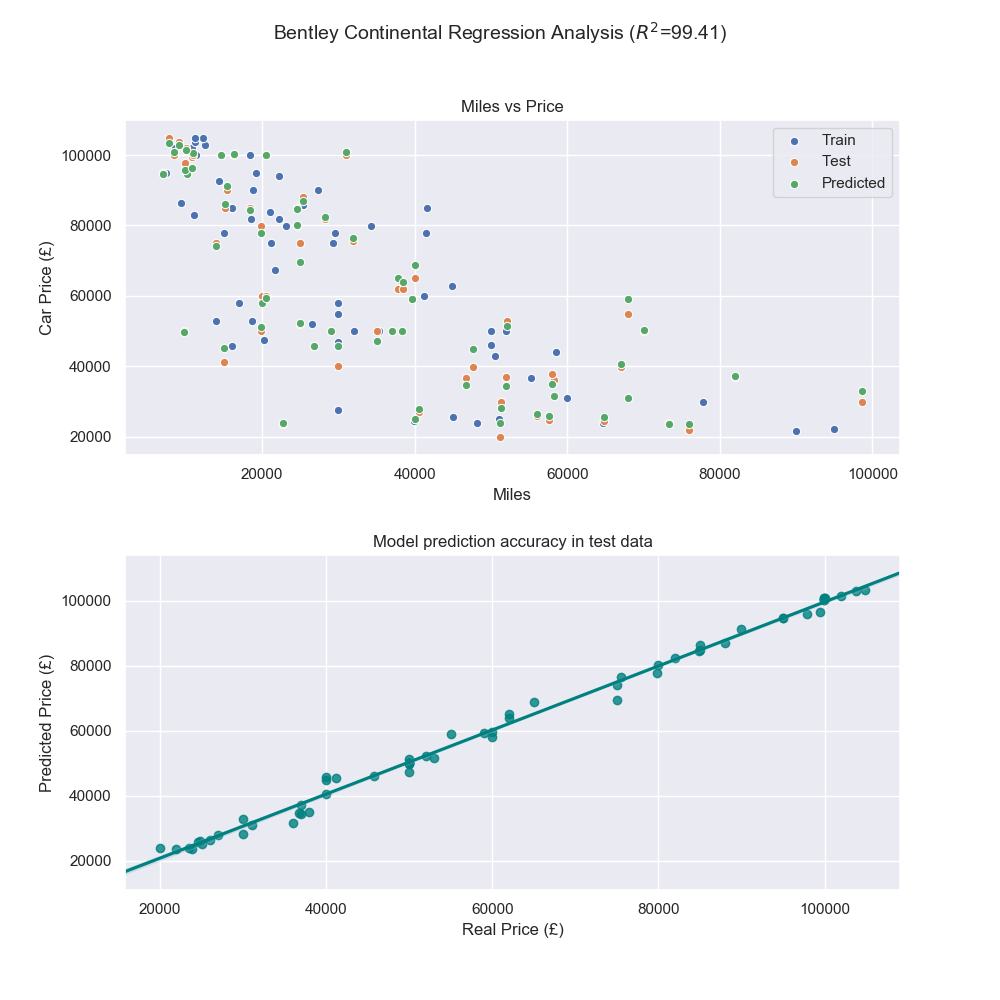 Bentley Continental Regression Analysis (R²=99.41)
Miles vs Price
Train
Test
Predicted
100000
80000
60000
40000
20000
Car Price (£)
20000 40000 60000 80000 100000
Miles
Model prediction accuracy in test data
100000
80000
60000
40000
20000
Predicted Price (£)
20000 40000 60000 80000 100000
Real Price (£)